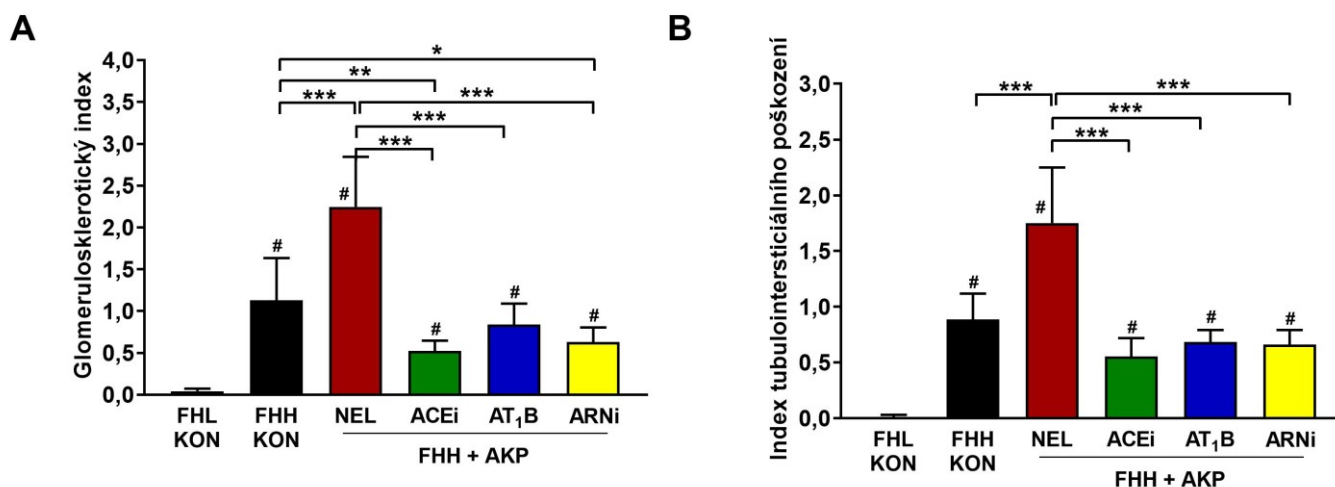 A
Glomerulosklerotický index
4,0
3,5
3,0
2,5
2,0
1,5
1,0
0,5
0,0
*
**
***
***
***
***
#
#
#
#
#
FHL KON
FHH KON
NEL
ACEi
AT₁B
ARNi
FHH + AKP
B
Index tubulointersticiálního poškození
3,0
2,5
2,0
1,5
1,0
0,5
0,0
***
***
***
***
#
#
#
#
#
FHL KON
FHH KON
NEL
ACEi
AT₁B
ARNi
FHH + AKP